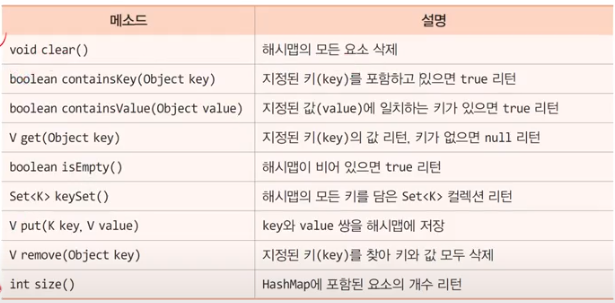 메소드 설명
void clear() 해시맵의 모든 요소 삭제
boolean containsKey(Object key) 지정된 키(key)를 포함하고 있으면 true 리턴
boolean containsValue(Object value) 지정된 값(value)에 일치하는 키가 있으면 true 리턴
V get(Object key) 지정된 키(key)의 값 리턴, 키가 없으면 null 리턴
boolean isEmpty() 해시맵이 비어 있으면 true 리턴
Set<K> keySet() 해시맵의 모든 키를 담은 Set<K> 컬렉션 리턴
V put(K key, V value) key와 value 쌍을 해시맵에 저장
V remove(Object key) 지정된 키(key)를 찾아 키와 값 모두 삭제
int size() HashMap에 포함된 요소의 개수 리턴